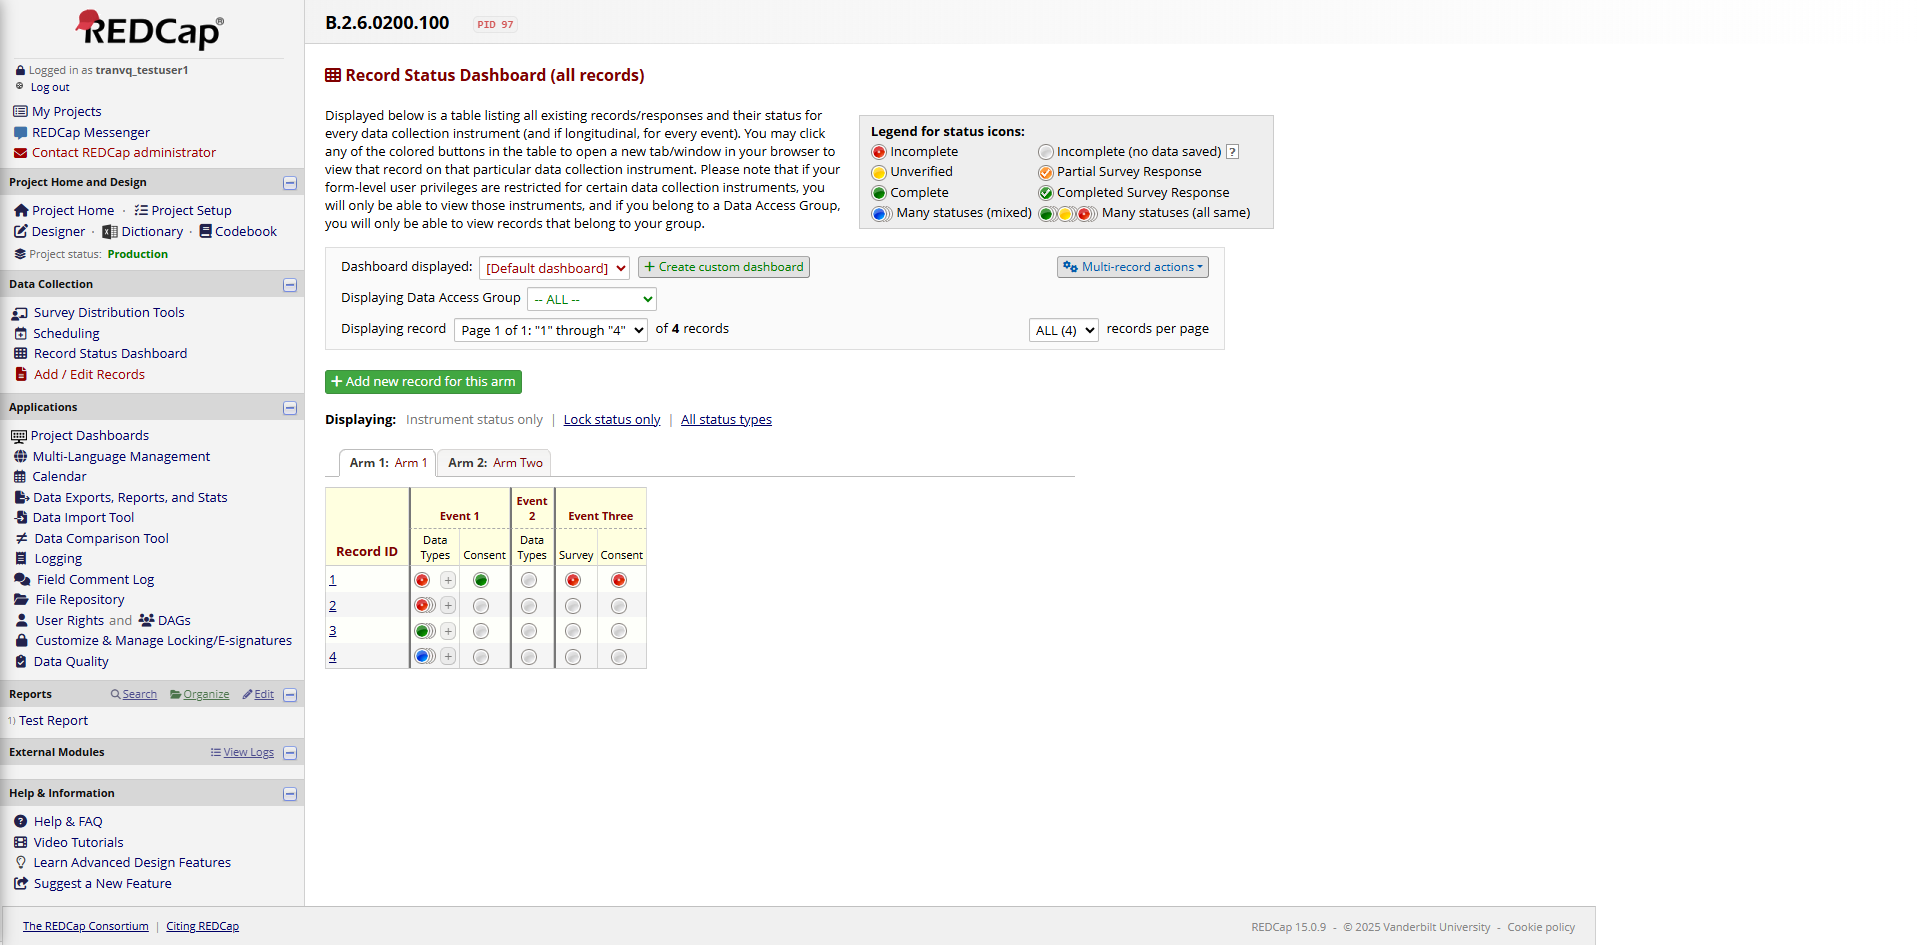 REDCap®
Logged in as tranvq_testuser1
Log out
My Projects
REDCap Messenger
Contact REDCap administrator
Project Home and Design
Project Home · Project Setup
Designer · Dictionary · Codebook
Project status: Production
Data Collection
Survey Distribution Tools
Scheduling
Record Status Dashboard
Add / Edit Records
Applications
Project Dashboards
Multi-Language Management
Calendar
Data Exports, Reports, and Stats
Data Import Tool
Data Comparison Tool
Logging
Field Comment Log
File Repository
User Rights and DAGs
Customize & Manage Locking/E-signatures
Data Quality
Reports Search Organize Edit
1) Test Report
External Modules View Logs
Help & Information
Help & FAQ
Video Tutorials
Learn Advanced Design Features
Suggest a New Feature
B.2.6.0200.100 PID 97
Record Status Dashboard (all records)
Displayed below is a table listing all existing records/responses and their status for
every data collection instrument (and if longitudinal, for every event). You may click
any of the colored buttons in the table to open a new tab/window in your browser to
view that record on that particular data collection instrument. Please note that if your
form-level user privileges are restricted for certain data collection instruments, you
will only be able to view those instruments, and if you belong to a Data Access Group,
you will only be able to view records that belong to your group.
Legend for status icons:
Incomplete Incomplete (no data saved) ?
Unverified Partial Survey Response
Complete Completed Survey Response
Many statuses (mixed) Many statuses (all same)
Dashboard displayed: [Default dashboard] + Create custom dashboard Multi-record actions
Displaying Data Access Group -- ALL --
Displaying record Page 1 of 1: "1" through "4" of 4 records ALL (4) records per page
+ Add new record for this arm
Displaying: Instrument status only | Lock status only | All status types
Arm 1: Arm 1 Arm 2: Arm Two
Record ID Event 1 Event 2 Event Three
Data Types Consent Data Types Survey Consent
1 +
2 +
3 +
4 +
The REDCap Consortium | Citing REDCap
REDCap 15.0.9 - © 2025 Vanderbilt University - Cookie policy